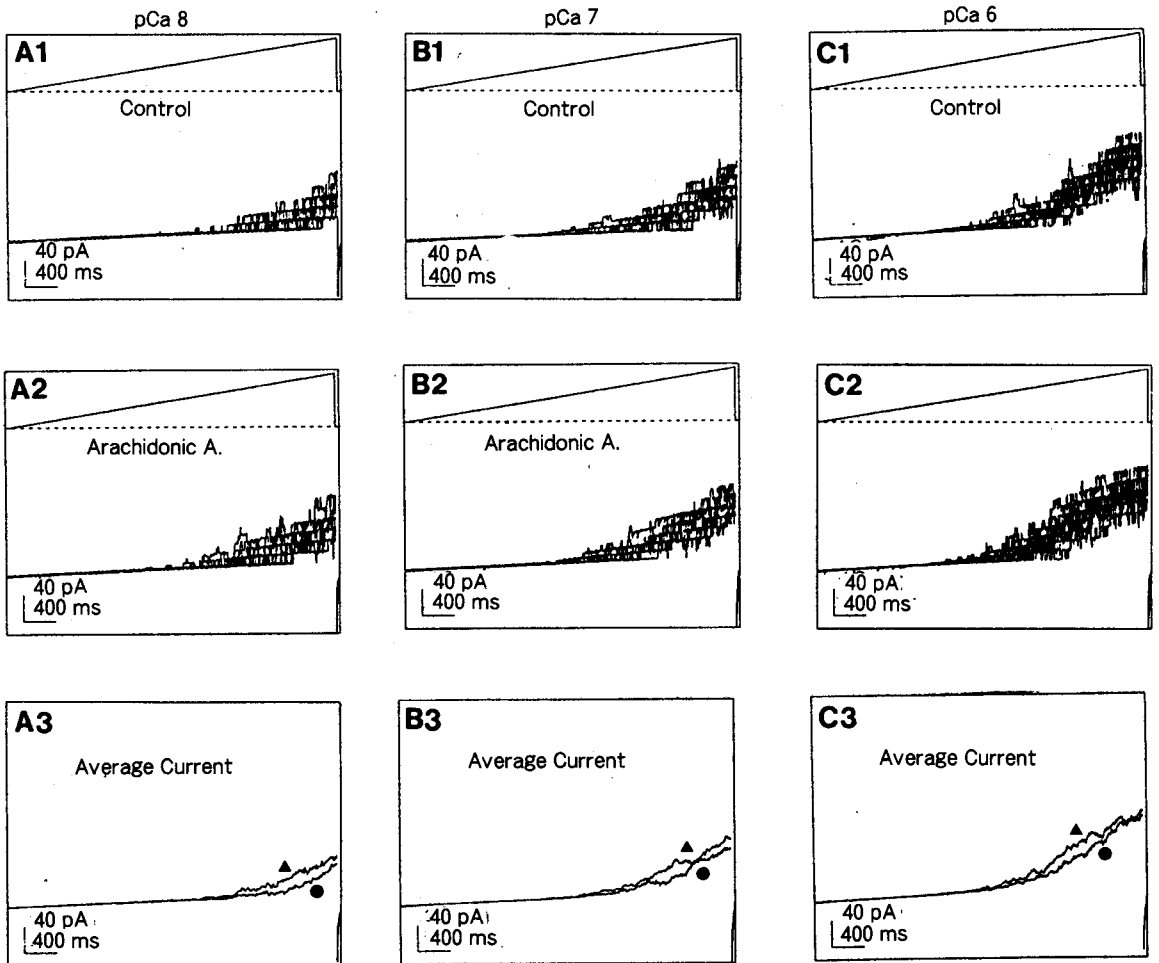 pCa 8
pCa 7
pCa 6
A1
Control
40 pA
400 ms
B1
Control
40 pA
400 ms
C1
Control
40 pA
400 ms
A2
Arachidonic A.
40 pA
400 ms
B2
Arachidonic A.
40 pA
400 ms
C2
40 pA
400 ms
A3
Average Current
40 pA
400 ms
B3
Average Current
40 pA
400 ms
C3
Average Current
40 pA
400 ms